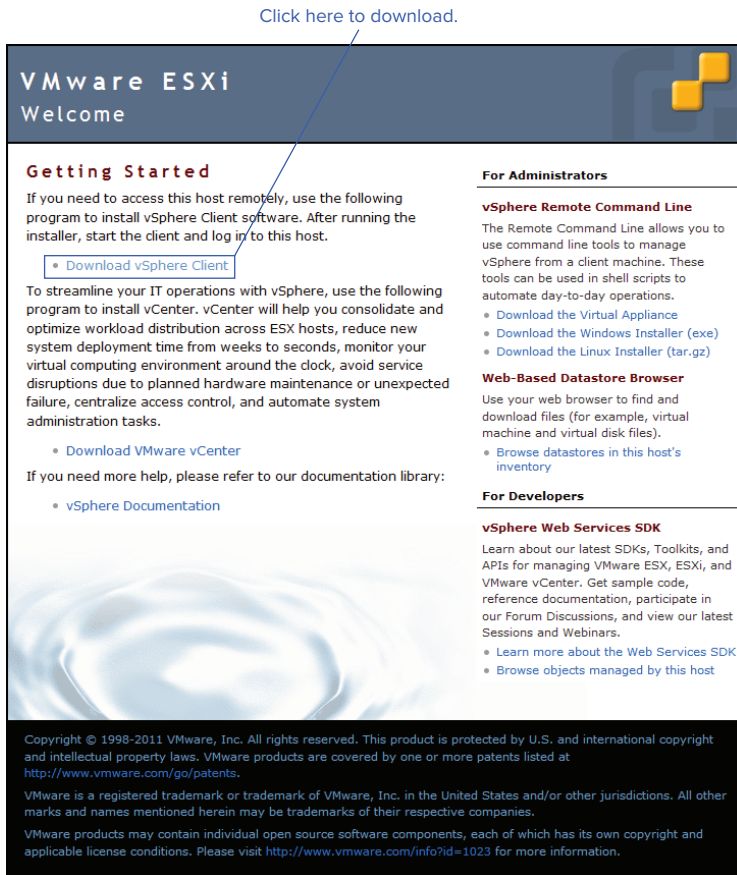 Click here to download.
VMware ESXi
Welcome
Getting Started
If you need to access this host remotely, use the following
program to install vSphere Client software. After running the
installer, start the client and log in to this host.
• Download vSphere Client
To streamline your IT operations with vSphere, use the following
program to install vCenter. vCenter will help you consolidate and
optimize workload distribution across ESX hosts, reduce new
system deployment time from weeks to seconds, monitor your
virtual computing environment around the clock, avoid service
disruptions due to planned hardware maintenance or unexpected
failure, centralize access control, and automate system
administration tasks.
• Download VMware vCenter
If you need more help, please refer to our documentation library:
• vSphere Documentation
For Administrators
vSphere Remote Command Line
The Remote Command Line allows you to
use command line tools to manage
vSphere from a client machine. These
tools can be used in shell scripts to
automate day-to-day operations.
• Download the Virtual Appliance
• Download the Windows Installer (exe)
• Download the Linux Installer (tar.gz)
Web-Based Datastore Browser
Use your web browser to find and
download files (for example, virtual
machine and virtual disk files).
• Browse datastores in this host's
inventory
For Developers
vSphere Web Services SDK
Learn about our latest SDKs, Toolkits, and
APIs for managing VMware ESX, ESXi, and
VMware vCenter. Get sample code,
reference documentation, participate in
our Forum Discussions, and view our latest
Sessions and Webinars.
• Learn more about the Web Services SDK
• Browse objects managed by this host
Copyright © 1998-2011 VMware, Inc. All rights reserved. This product is protected by U.S. and international copyright
and intellectual property laws. VMware products are covered by one or more patents listed at
http://www.vmware.com/go/patents.
VMware is a registered trademark or trademark of VMware, Inc. in the United States and/or other jurisdictions. All other
marks and names mentioned herein may be trademarks of their respective companies.
VMware products may contain individual open source software components, each of which has its own copyright and
applicable license conditions. Please visit http://www.vmware.com/info?id=1023 for more information.